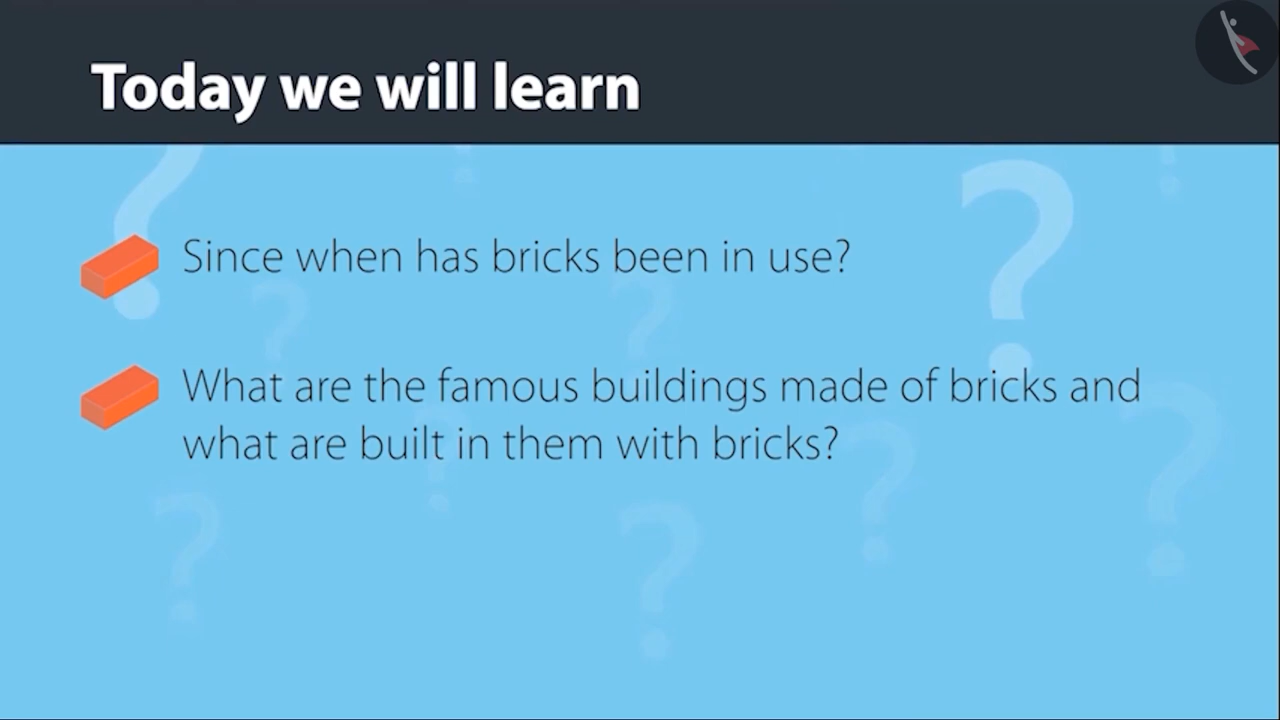 Today we will learn
Since when has bricks been in use?
What are the famous buildings made of bricks and
what are built in them with bricks?